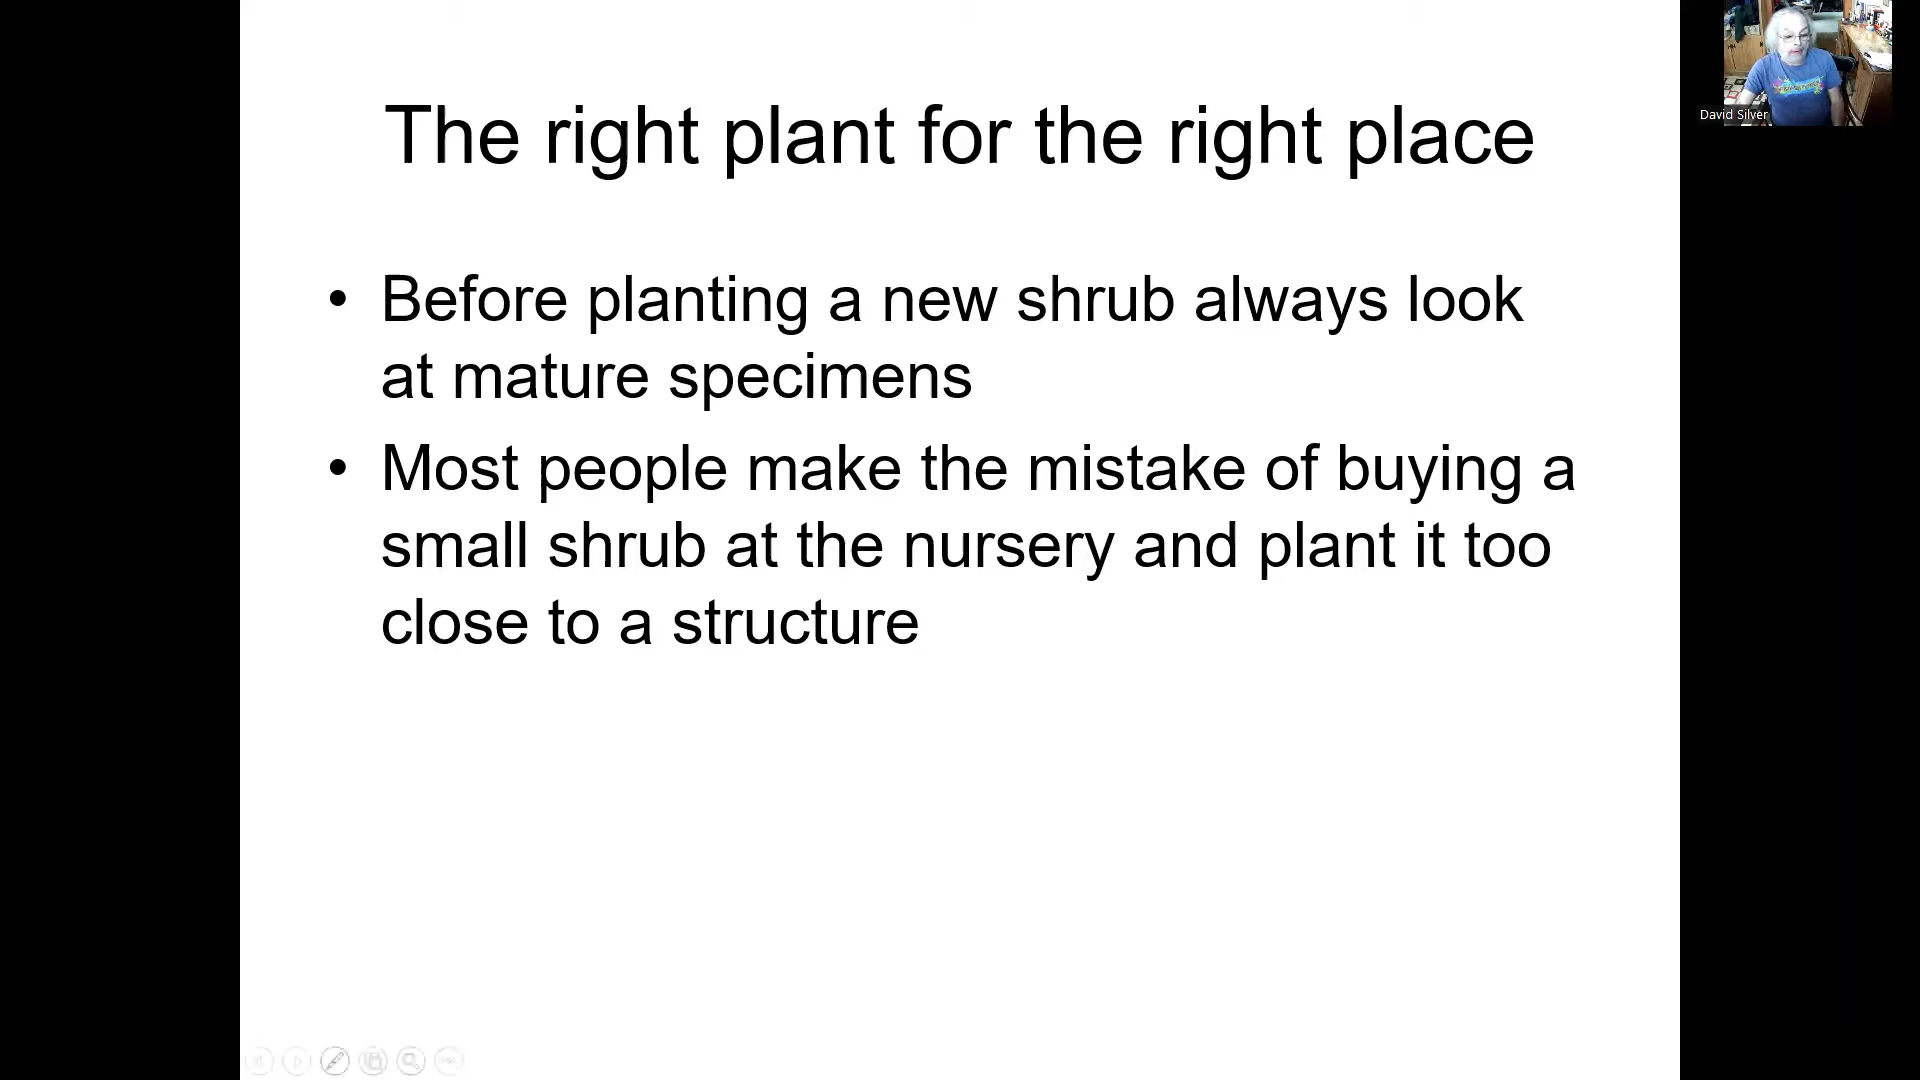 The right plant for the right place
• Before planting a new shrub always look
at mature specimens
• Most people make the mistake of buying a
small shrub at the nursery and plant it too
close to a structure
David Silver